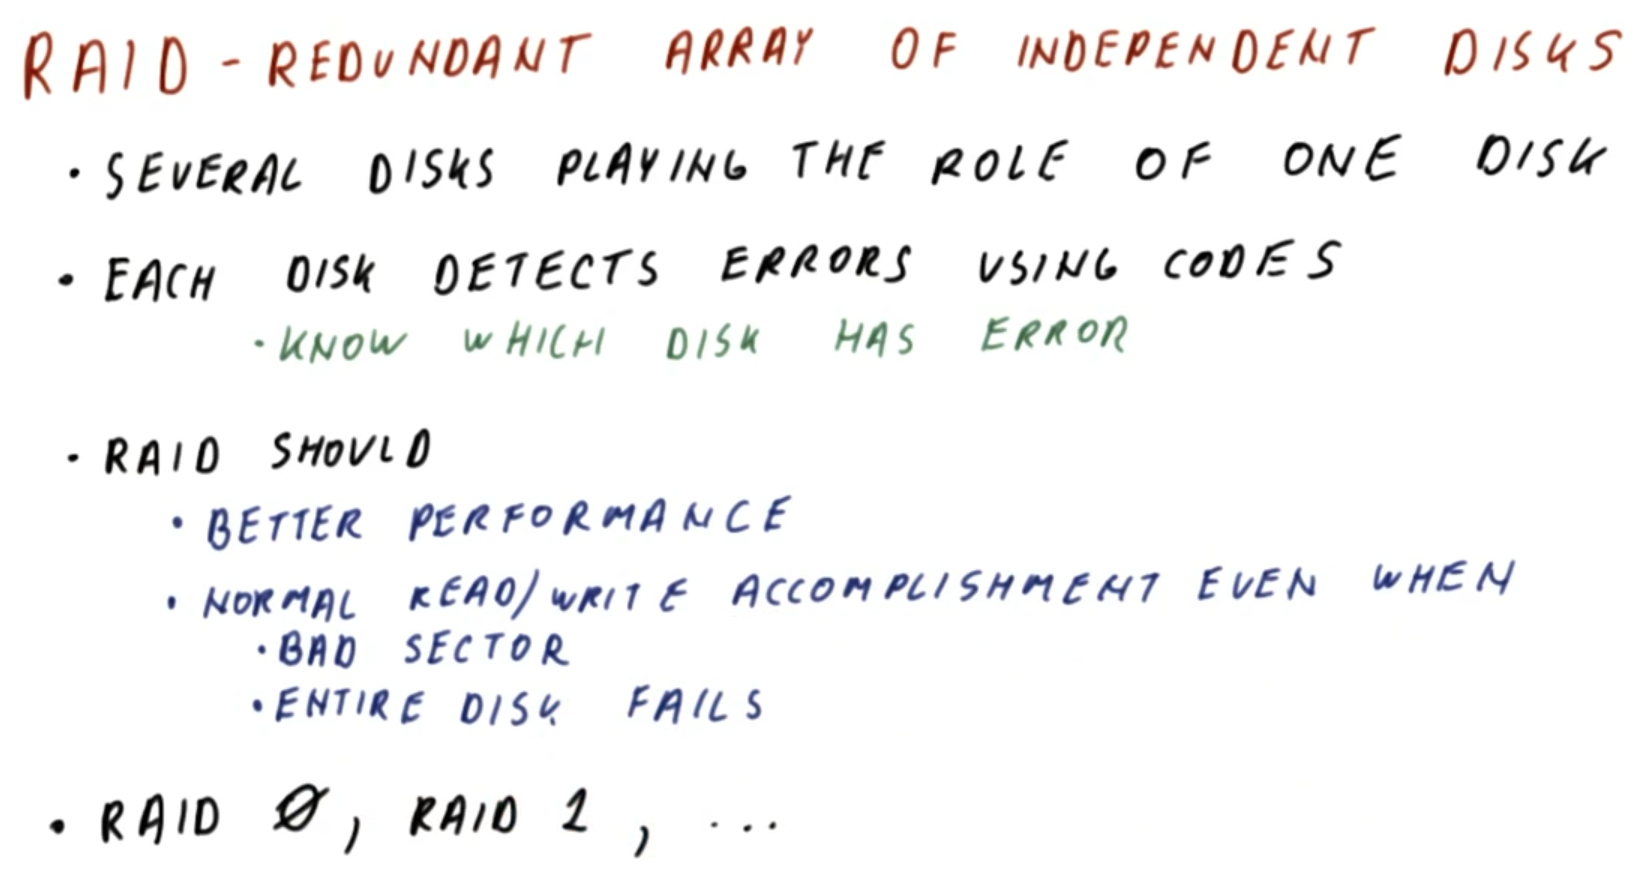 RAID - REDUNDANT ARRAY OF INDEPENDENT DISKS
• SEVERAL DISKS PLAYING THE ROLE OF ONE DISK
• EACH DISK DETECTS ERRORS USING CODES
• KNOW WHICH DISK HAS ERROR
• RAID SHOULD
• BETTER PERFORMANCE
• NORMAL READ/WRITE ACCOMPLISHMENT EVEN WHEN
• BAD SECTOR
• ENTIRE DISK FAILS
• RAID 0, RAID 1, ...